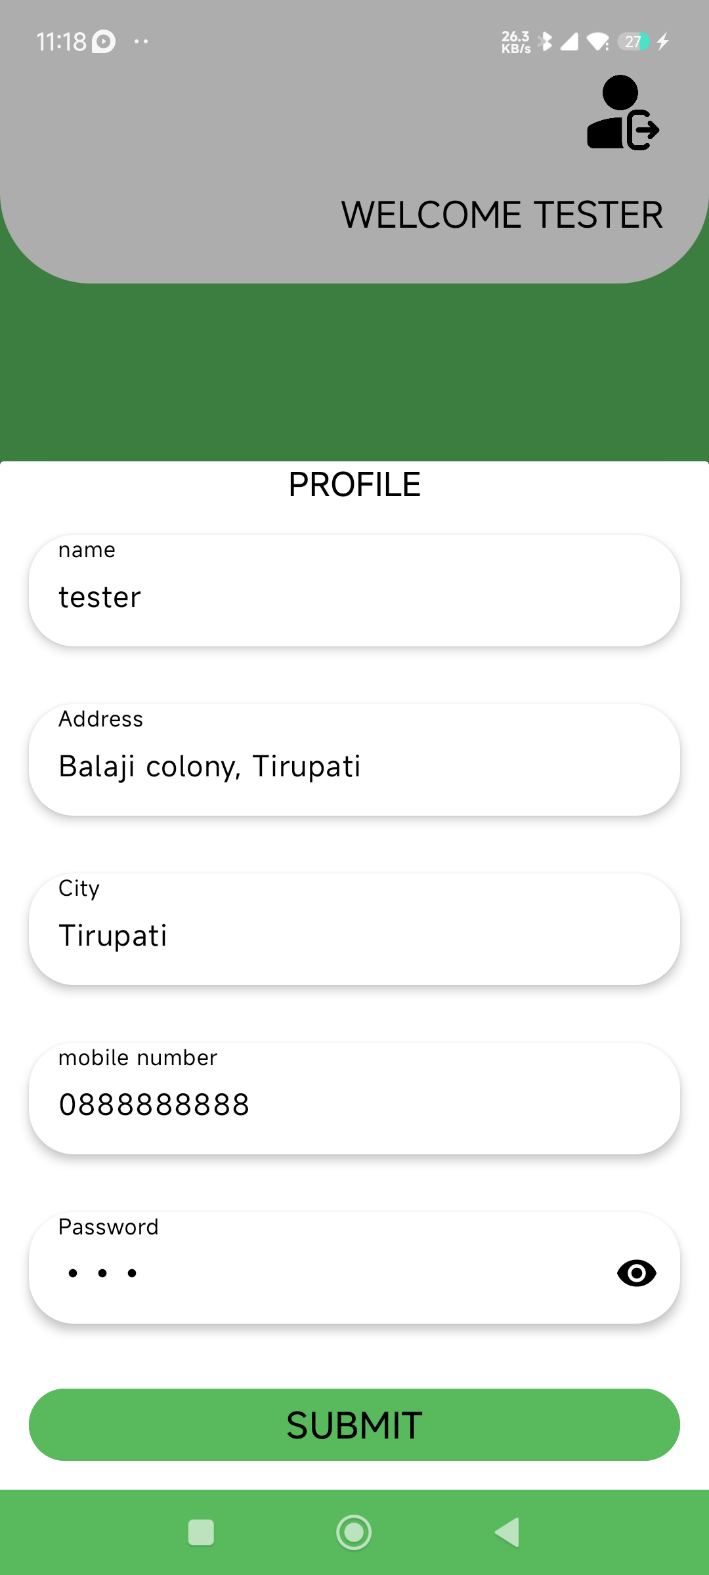 11:18
26.3
KB/s
27
WELCOME TESTER
PROFILE
name
tester
Address
Balaji colony, Tirupati
City
Tirupati
mobile number
0888888888
Password
SUBMIT